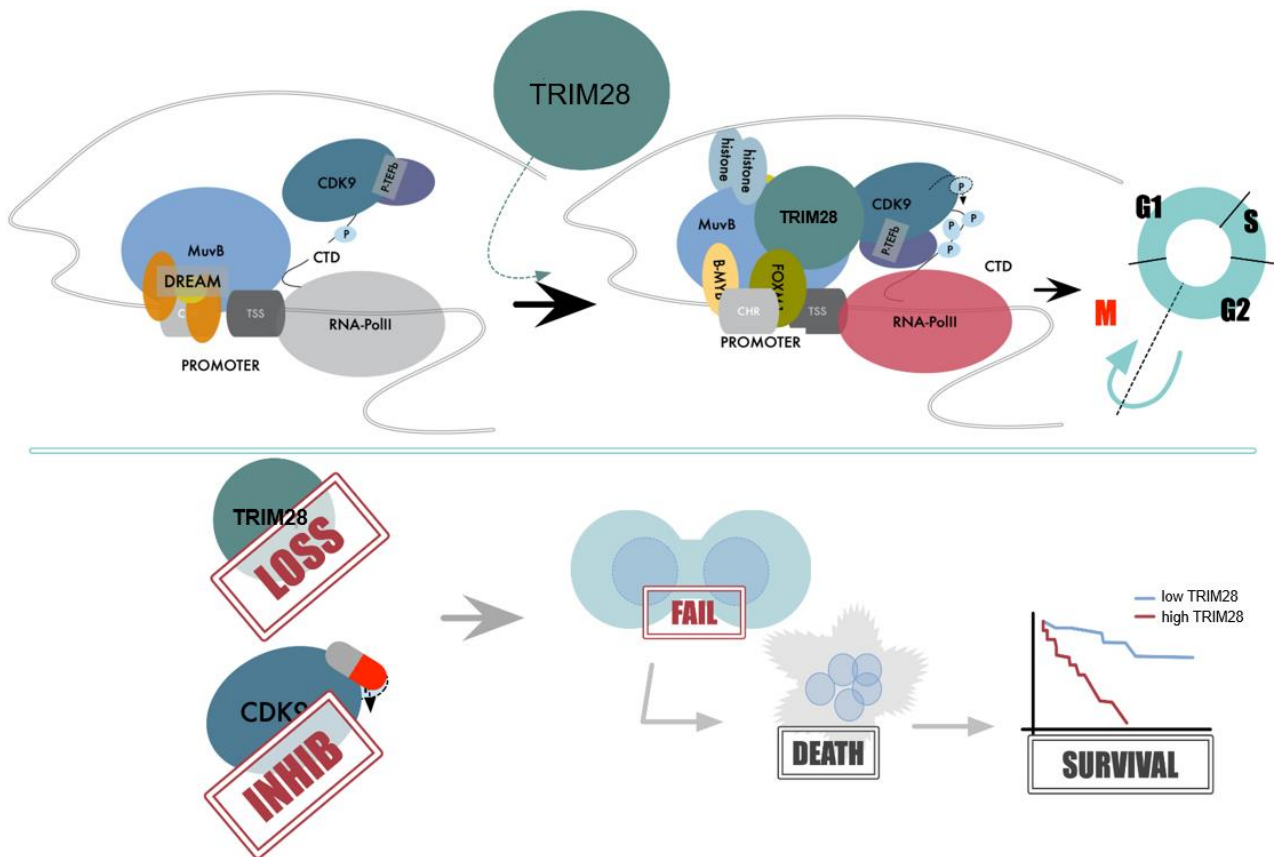 TRIM28
CDK9
P-TEFb
P
MuvB
CTD
DREAM
TSS
RNA-PolII
PROMOTER
histone
histone
TRIM28
CDK9
P
MuvB
P
P
P
P-TEFb
B-MYB
CTD
CHR
TSS
RNA-PolII
PROMOTER
G1
S
M
G2
TRIM28
LOSS
FAIL
low TRIM28
high TRIM28
INHIB
DEATH
SURVIVAL